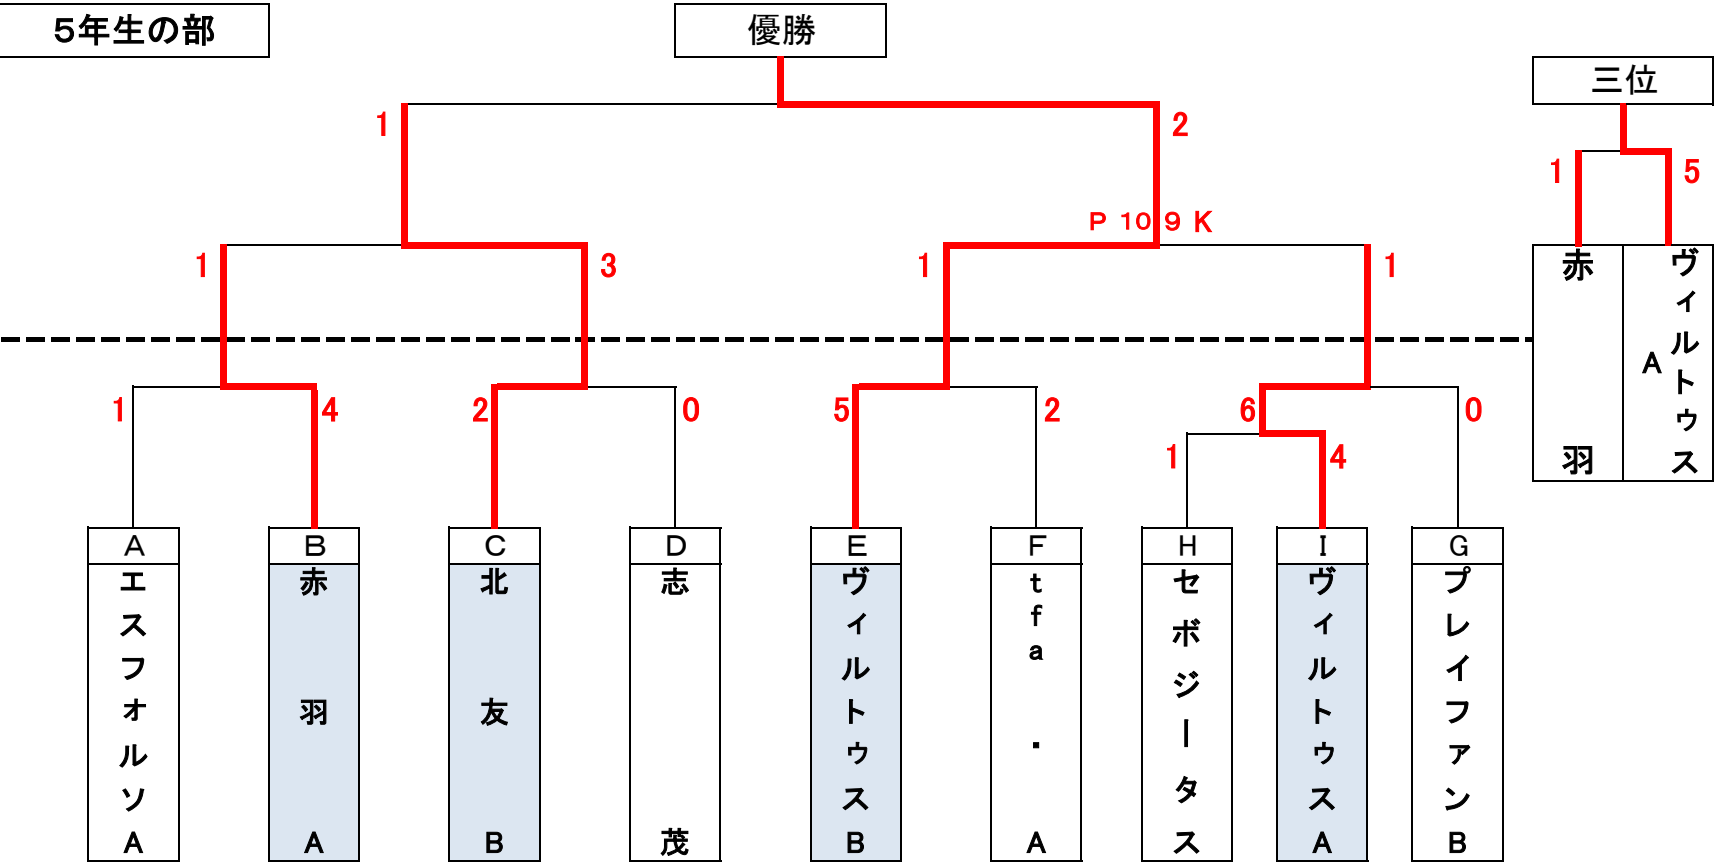 5年生の部
優勝
三位
1
2
1
5
P 10 9 K
1
3
1
1
赤羽
ヴィルトゥス
A
1
4
2
0
5
2
6
0
1
4
A
B
C
D
E
F
H
I
G
エスフォルソA
赤羽A
北友B
志茂
ヴィルトゥスB
tfa.A
セボジータス
ヴィルトゥスA
プレイファンB